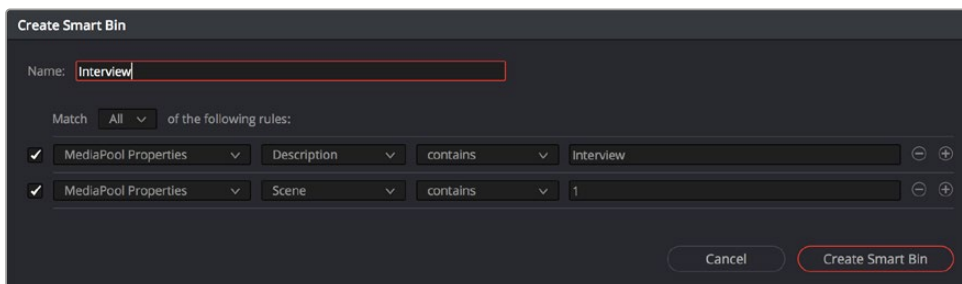 Create Smart Bin
Name: Interview
Match All of the following rules:
MediaPool Properties Description contains Interview
MediaPool Properties Scene contains 1
Cancel Create Smart Bin